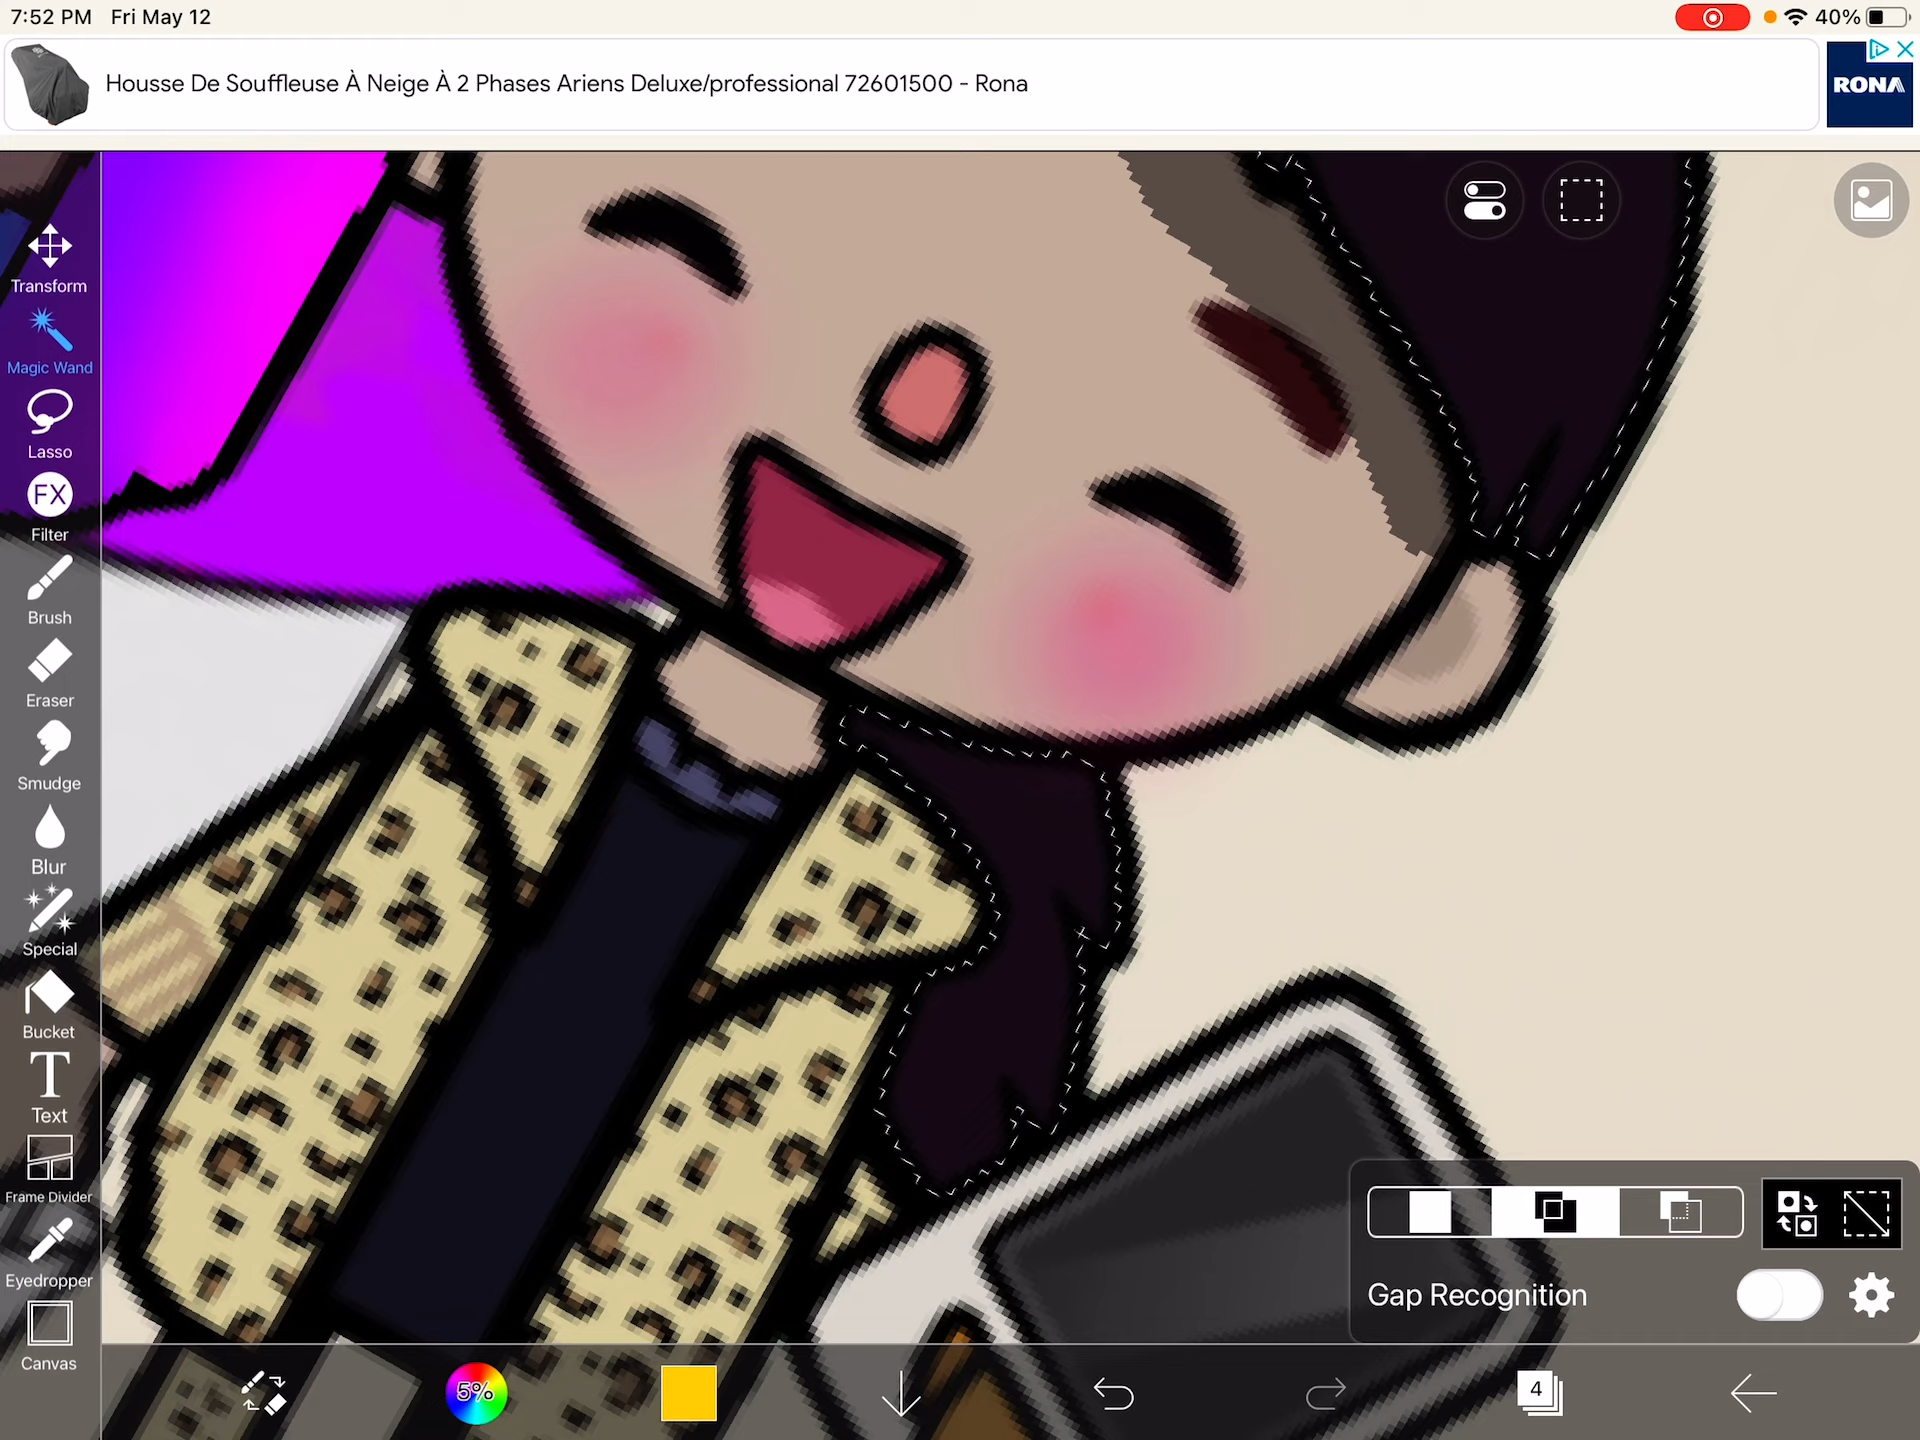 7:52 PM Fri May 12
40%
Housse De Souffleuse À Neige À 2 Phases Ariens Deluxe/professional 72601500 - Rona
RONA
Transform
Magic Wand
Lasso
FX
Filter
Brush
Eraser
Smudge
Blur
Special
Bucket
T
Text
Frame Divider
Eyedropper
Canvas
Gap Recognition
5%
4